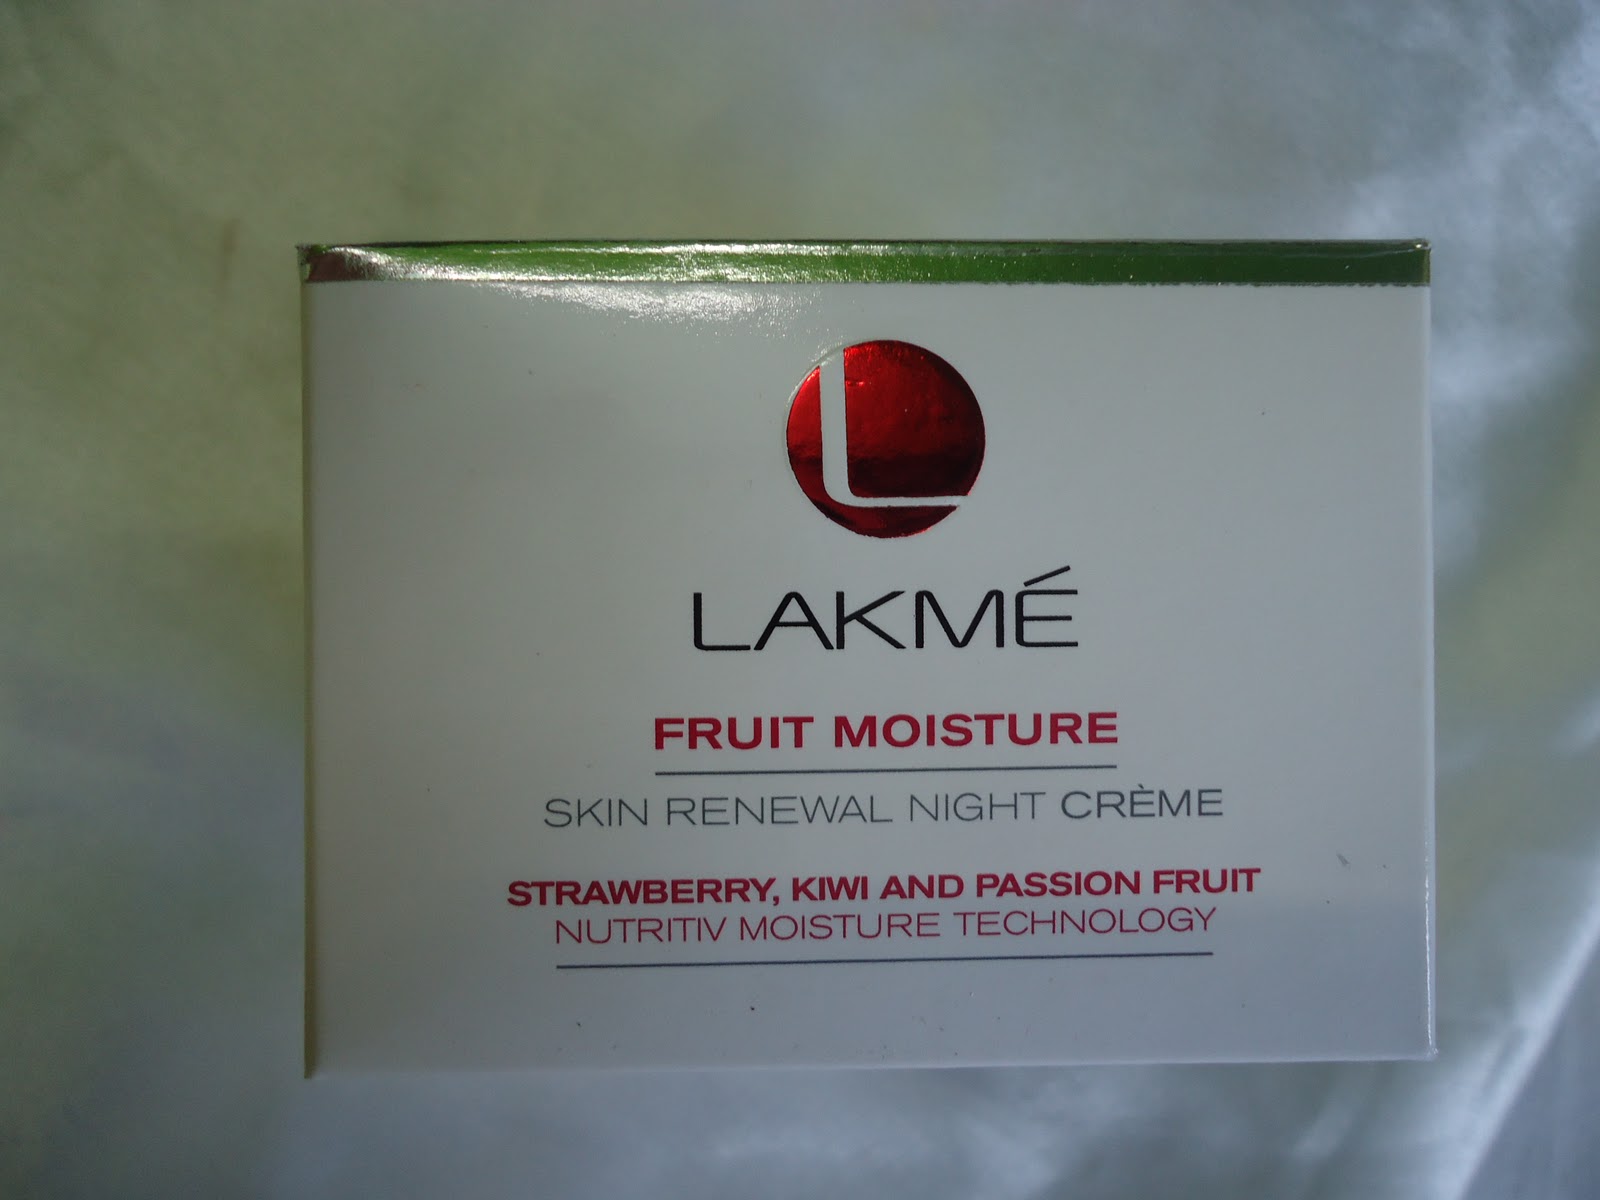 L
LAKMÉ
FRUIT MOISTURE
SKIN RENEWAL NIGHT CRÈME
STRAWBERRY, KIWI AND PASSION FRUIT
NUTRITIV MOISTURE TECHNOLOGY